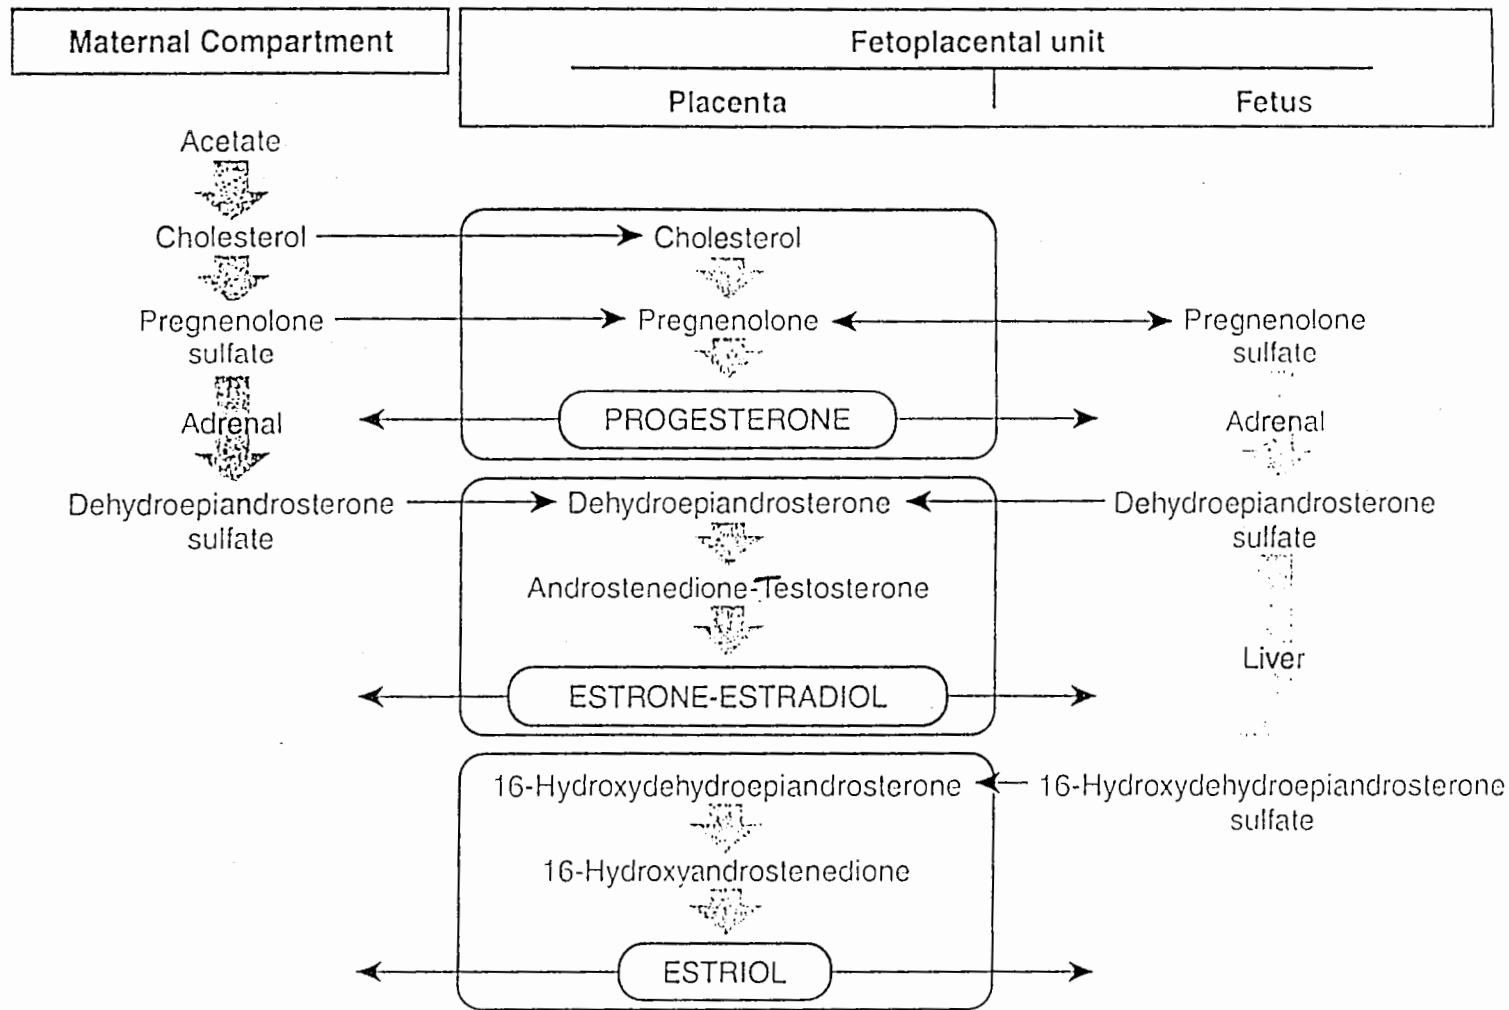 Maternal Compartment
Fetoplacental unit
Placenta
Fetus
Acetate
Cholesterol
Cholesterol
Pregnenolone
sulfate
Pregnenolone
Pregnenolone
sulfate
Adrenal
PROGESTERONE
Adrenal
Dehydroepiandrosterone
sulfate
Dehydroepiandrosterone
Dehydroepiandrosterone
sulfate
Androstenedione-Testosterone
Liver
ESTRONE-ESTRADIOL
16-Hydroxydehydroepiandrosterone
16-Hydroxydehydroepiandrosterone
sulfate
16-Hydroxyandrostenedione
ESTRIOL